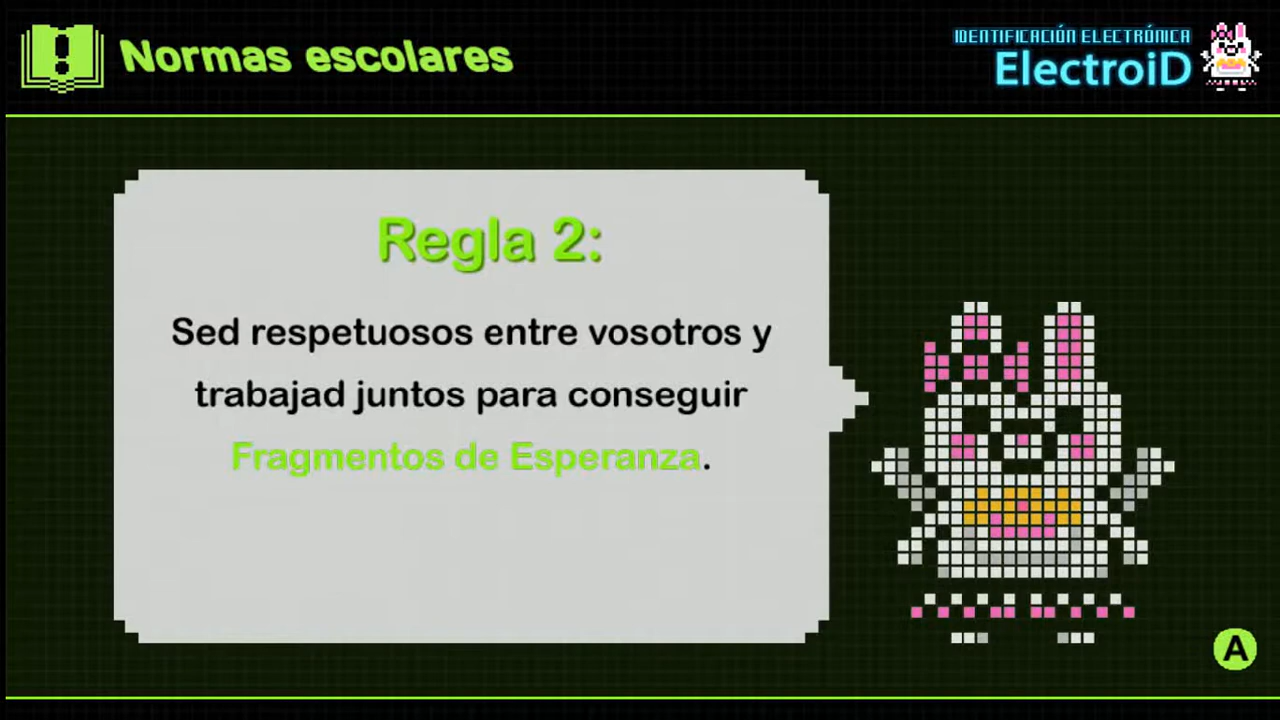 Normas escolares
IDENTIFICACIÓN ELECTRÓNICA
ElectroiD
Regla 2:
Sed respetuosos entre vosotros y
trabajad juntos para conseguir
Fragmentos de Esperanza.
A